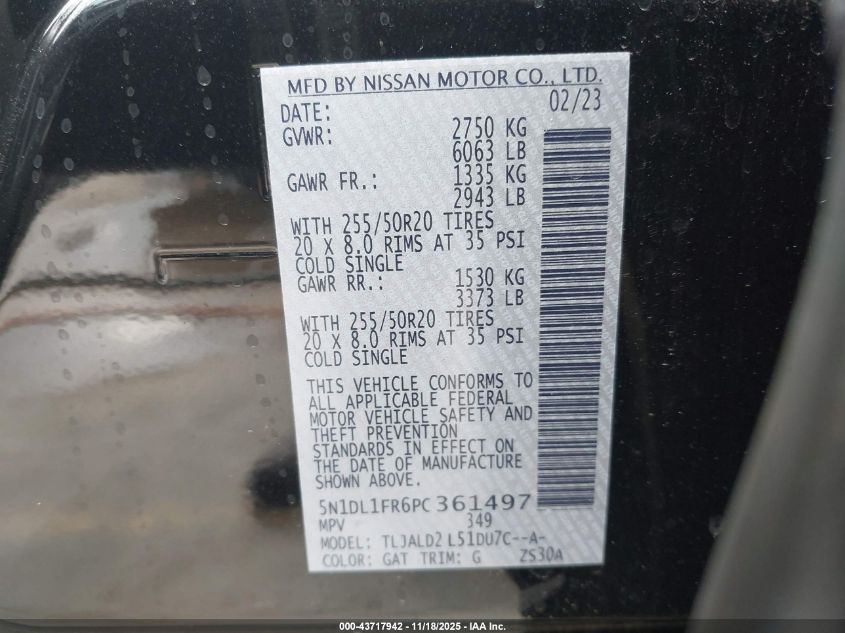 MFD BY NISSAN MOTOR CO., LTD.
DATE: 02/23
GVWR: 2750 KG
6063 LB
GAWR FR.: 1335 KG
2943 LB
WITH 255/50R20 TIRES
20 X 8.0 RIMS AT 35 PSI
COLD SINGLE
GAWR RR.: 1530 KG
3373 LB
WITH 255/50R20 TIRES
20 X 8.0 RIMS AT 35 PSI
COLD SINGLE
THIS VEHICLE CONFORMS TO
ALL APPLICABLE FEDERAL
MOTOR VEHICLE SAFETY AND
THEFT PREVENTION
STANDARDS IN EFFECT ON
THE DATE OF MANUFACTURE
SHOWN ABOVE.
5N1DL1FR6PC361497
MPV 349
MODEL: TLJALD2 L51DU7C--A-
COLOR: GAT TRIM: G ZS30A
000-43717942 - 11/18/2025 - IAA Inc.